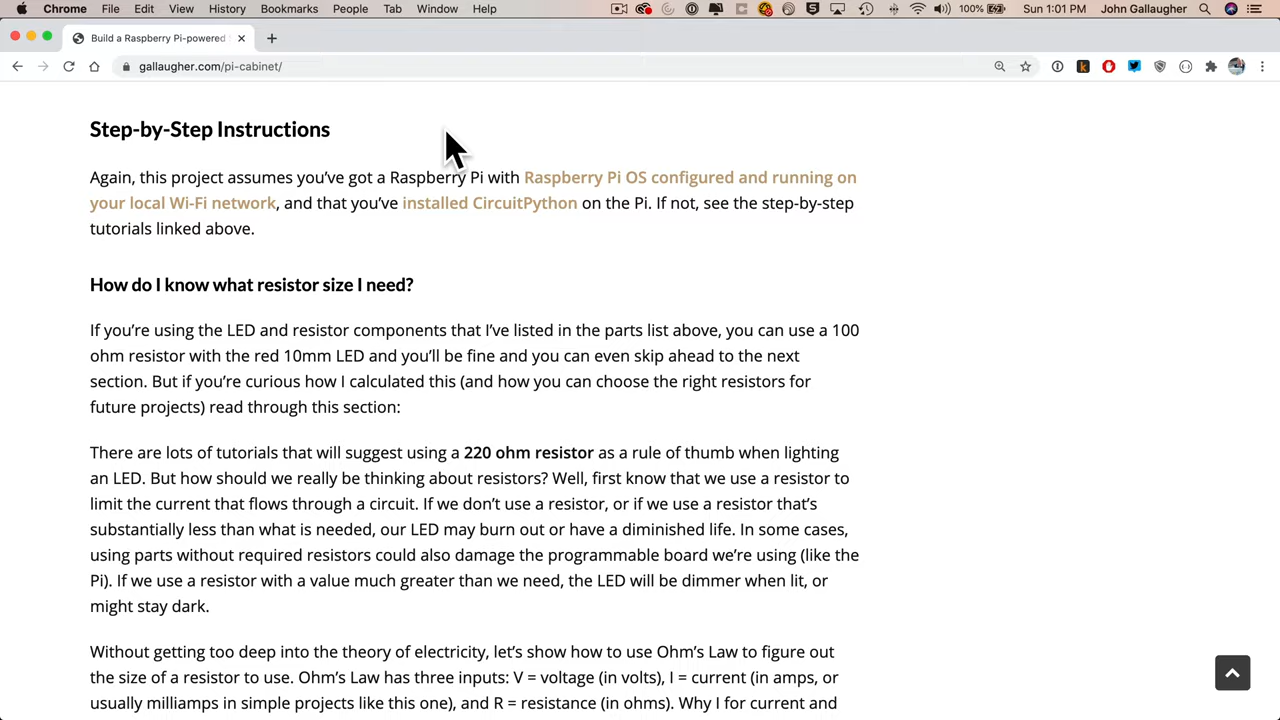 Chrome File Edit View History Bookmarks People Tab Window Help 100% Sun 1:01 PM John Gallaugher
Build a Raspberry Pi-powered
gallaugher.com/pi-cabinet/
Step-by-Step Instructions
Again, this project assumes you’ve got a Raspberry Pi with Raspberry Pi OS configured and running on
your local Wi-Fi network, and that you’ve installed CircuitPython on the Pi. If not, see the step-by-step
tutorials linked above.
How do I know what resistor size I need?
If you’re using the LED and resistor components that I’ve listed in the parts list above, you can use a 100
ohm resistor with the red 10mm LED and you’ll be fine and you can even skip ahead to the next
section. But if you’re curious how I calculated this (and how you can choose the right resistors for
future projects) read through this section:
There are lots of tutorials that will suggest using a 220 ohm resistor as a rule of thumb when lighting
an LED. But how should we really be thinking about resistors? Well, first know that we use a resistor to
limit the current that flows through a circuit. If we don’t use a resistor, or if we use a resistor that’s
substantially less than what is needed, our LED may burn out or have a diminished life. In some cases,
using parts without required resistors could also damage the programmable board we’re using (like the
Pi). If we use a resistor with a value much greater than we need, the LED will be dimmer when lit, or
might stay dark.
Without getting too deep into the theory of electricity, let’s show how to use Ohm’s Law to figure out
the size of a resistor to use. Ohm’s Law has three inputs: V = voltage (in volts), I = current (in amps, or
usually milliamps in simple projects like this one), and R = resistance (in ohms). Why I for current and